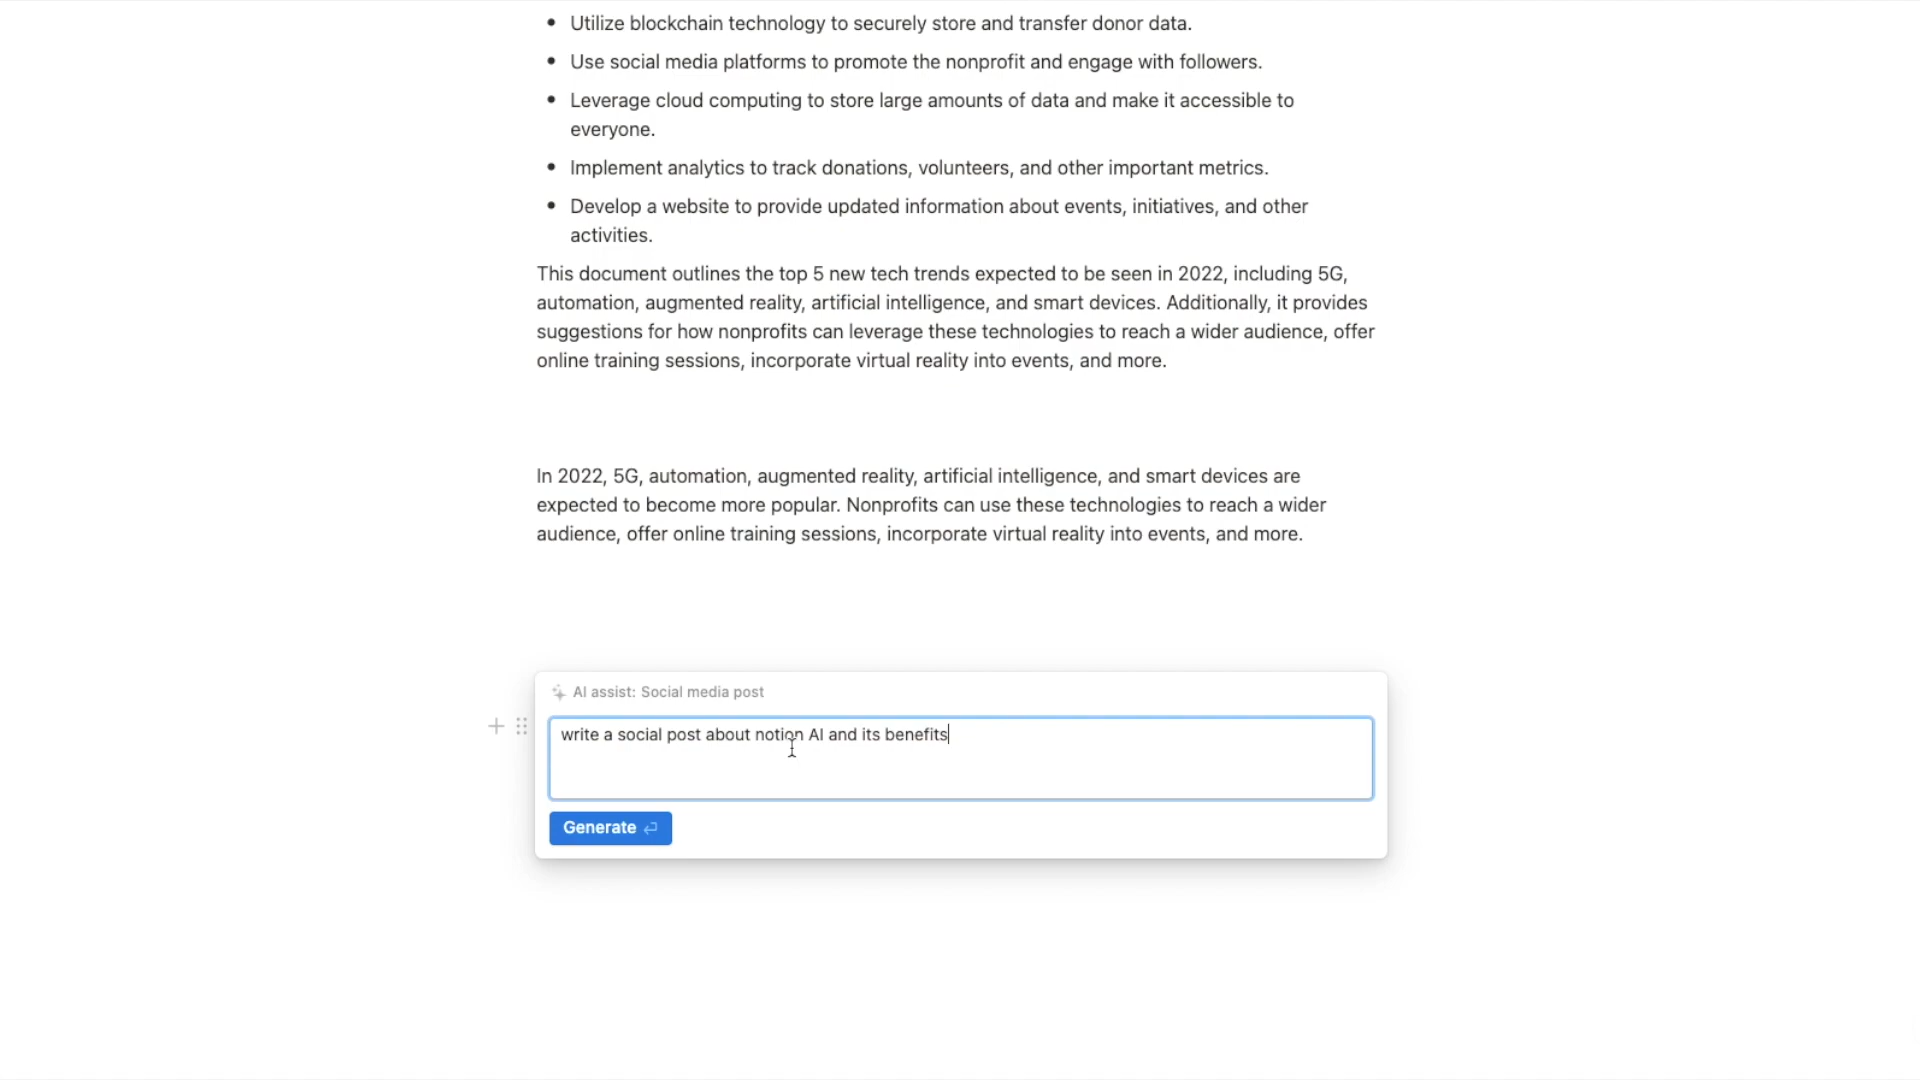 Utilize blockchain technology to securely store and transfer donor data.
Use social media platforms to promote the nonprofit and engage with followers.
Leverage cloud computing to store large amounts of data and make it accessible to
everyone.
Implement analytics to track donations, volunteers, and other important metrics.
Develop a website to provide updated information about events, initiatives, and other
activities.
This document outlines the top 5 new tech trends expected to be seen in 2022, including 5G,
automation, augmented reality, artificial intelligence, and smart devices. Additionally, it provides
suggestions for how nonprofits can leverage these technologies to reach a wider audience, offer
online training sessions, incorporate virtual reality into events, and more.
In 2022, 5G, automation, augmented reality, artificial intelligence, and smart devices are
expected to become more popular. Nonprofits can use these technologies to reach a wider
audience, offer online training sessions, incorporate virtual reality into events, and more.
AI assist: Social media post
write a social post about notion AI and its benefits
Generate